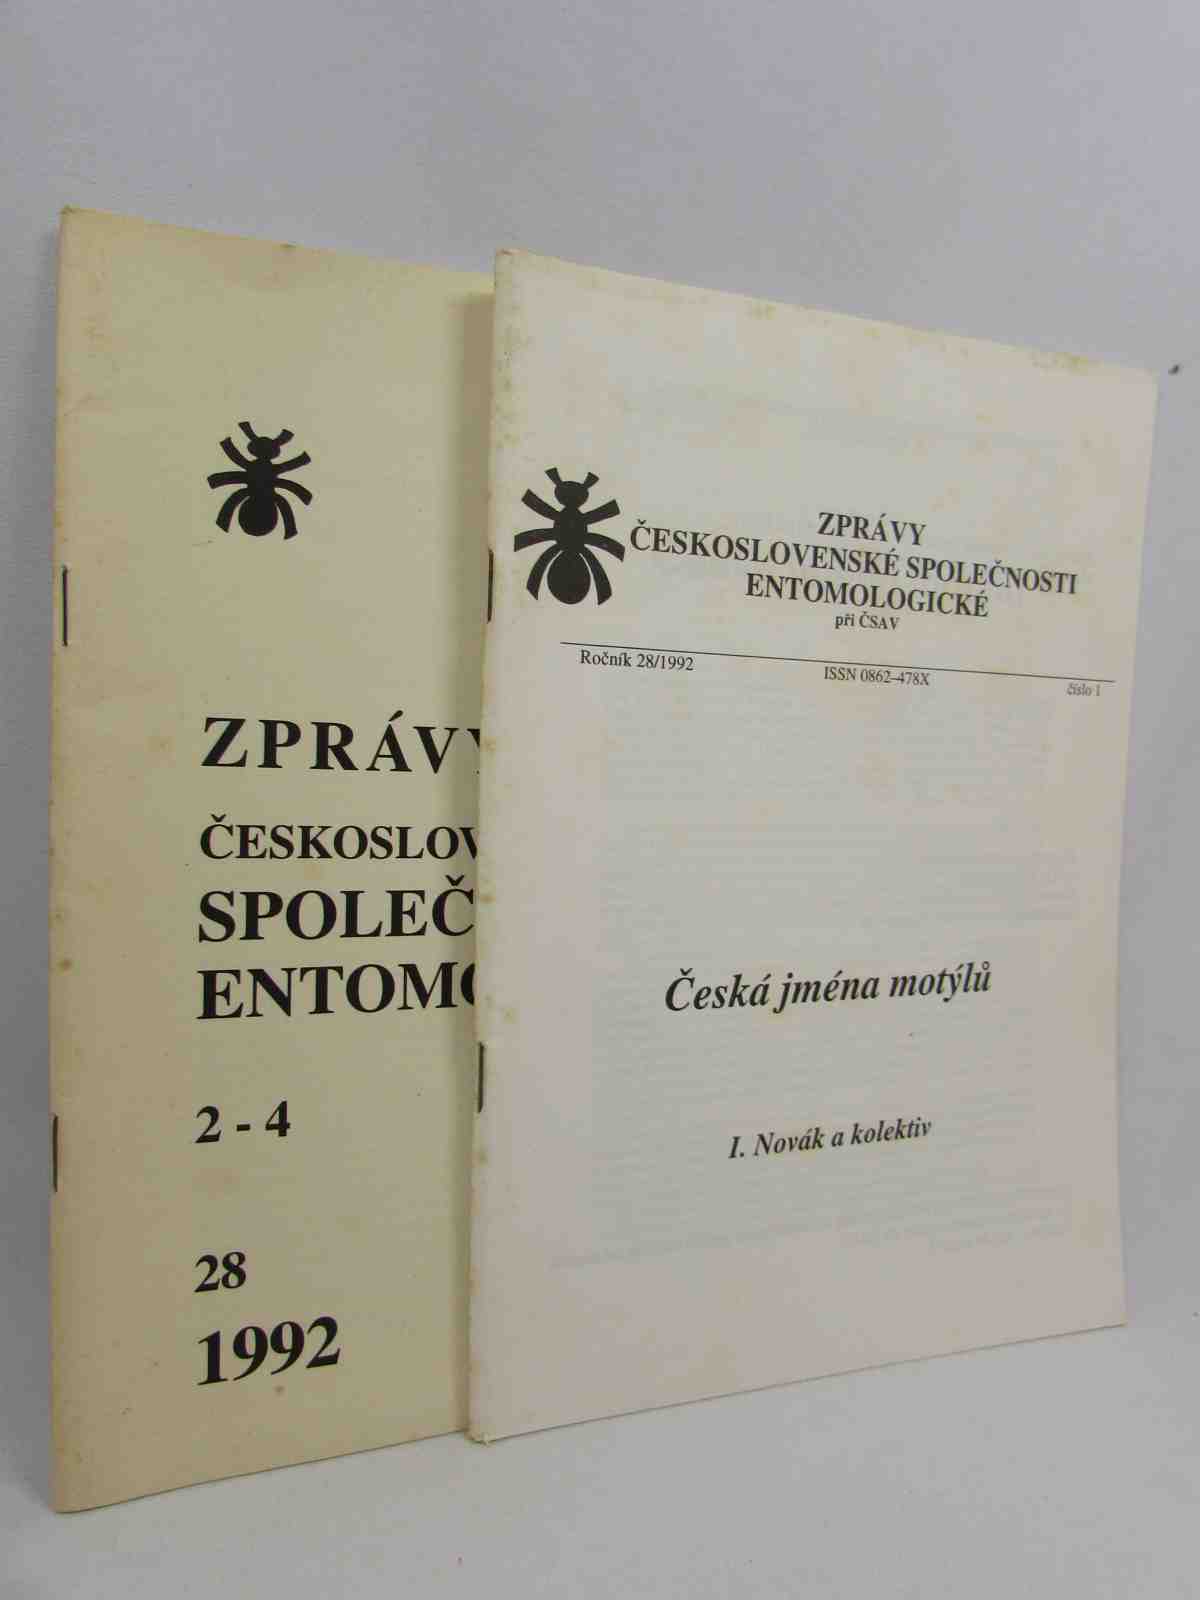 ZPRÁVY
ČESKOSLOV
SPOLEČ
ENTOMO
2 - 4
28
1992
ZPRÁVY
ČESKOSLOVENSKÉ SPOLEČNOSTI
ENTOMOLOGICKÉ
při ČSAV
Ročník 28/1992 ISSN 0862–478X číslo 1
Česká jména motýlů
I. Novák a kolektiv